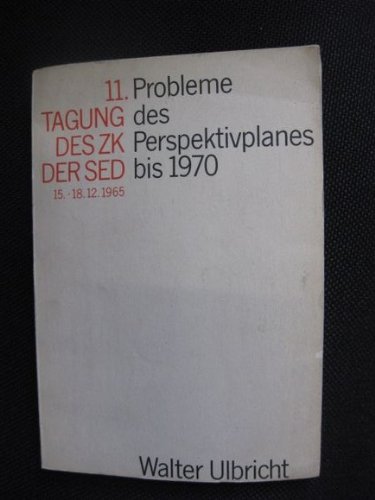 11.
TAGUNG
DES ZK
DER SED
15.-18.12.1965
Probleme
des
Perspektivplanes
bis 1970
Walter Ulbricht